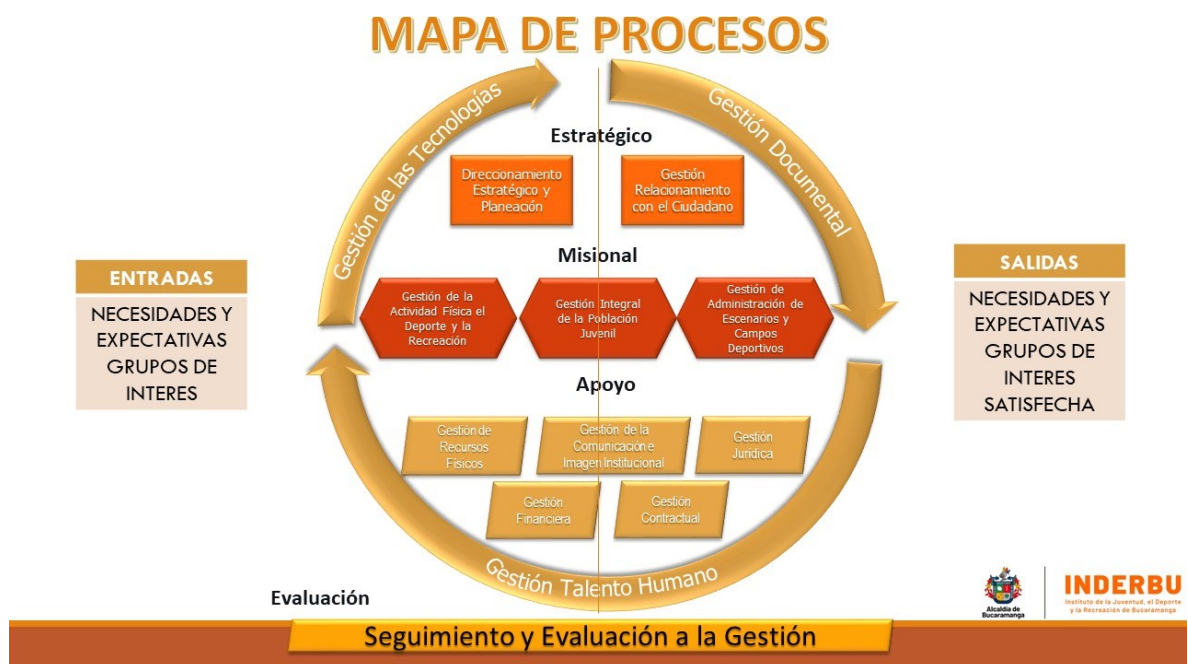 MAPA DE PROCESOS
Gestión de las Tecnologías
Gestión Documental
Estratégico
Direccionamiento
Estratégico y
Planeación
Gestión
Relacionamiento
con el Ciudadano
Misional
Gestión de la
Actividad Física el
Deporte y la
Recreación
Gestión Integral
de la Población
Juvenil
Gestión de
Administración de
Escenarios y
Campos
Deportivos
ENTRADAS
NECESIDADES Y
EXPECTATIVAS
GRUPOS DE
INTERES
SALIDAS
NECESIDADES Y
EXPECTATIVAS
GRUPOS DE
INTERES
SATISFECHA
Apoyo
Gestión de
Recursos
Físicos
Gestión de la
Comunicación e
Imagen Institucional
Gestión
Jurídica
Gestión
Financiera
Gestión
Contractual
Gestión Talento Humano
Evaluación
Seguimiento y Evaluación a la Gestión
Alcaldía de
Bucaramanga
INDERBU
Instituto de la Juventud, el Deporte
y la Recreación de Bucaramanga